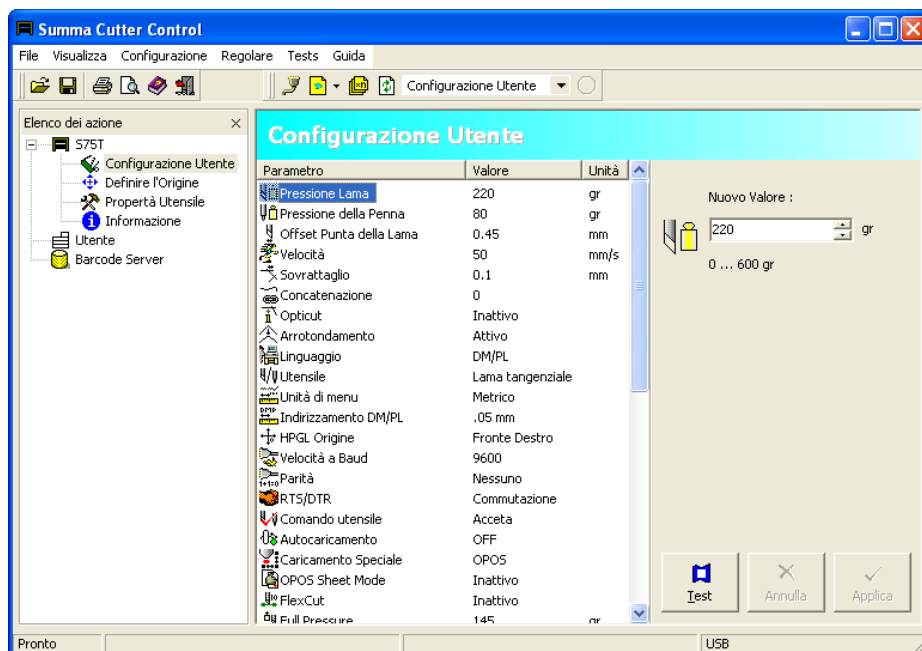 Summa Cutter Control
File Visualizza Configurazione Regolare Tests Guida
Configurazione Utente
Elenco dei azione
S75T
Configurazione Utente
Definire l'Origine
Propertà Utensile
Informazione
Utente
Barcode Server
Configurazione Utente
Parametro Valore Unità
Pressione Lama 220 gr
Pressione della Penna 80 gr
Offset Punta della Lama 0.45 mm
Velocità 50 mm/s
Sovrattaglio 0.1 mm
Concatenazione 0
Opticut Inattivo
Arrotondamento Attivo
Linguaggio DM/PL
Utensile Lama tangenziale
Unità di menu Metrico
Indirizzamento DM/PL .05 mm
HPGL Origine Fronte Destro
Velocità a Baud 9600
Parità Nessuno
RTS/DTR Commutazione
Comando utensile Acceta
Autocaricamento OFF
Caricamento Speciale OPOS
OPOS Sheet Mode Inattivo
FlexCut Inattivo
Full Pressure 145 gr
Nuovo Valore :
220 gr
0 ... 600 gr
Test Annulla Applica
Pronto USB